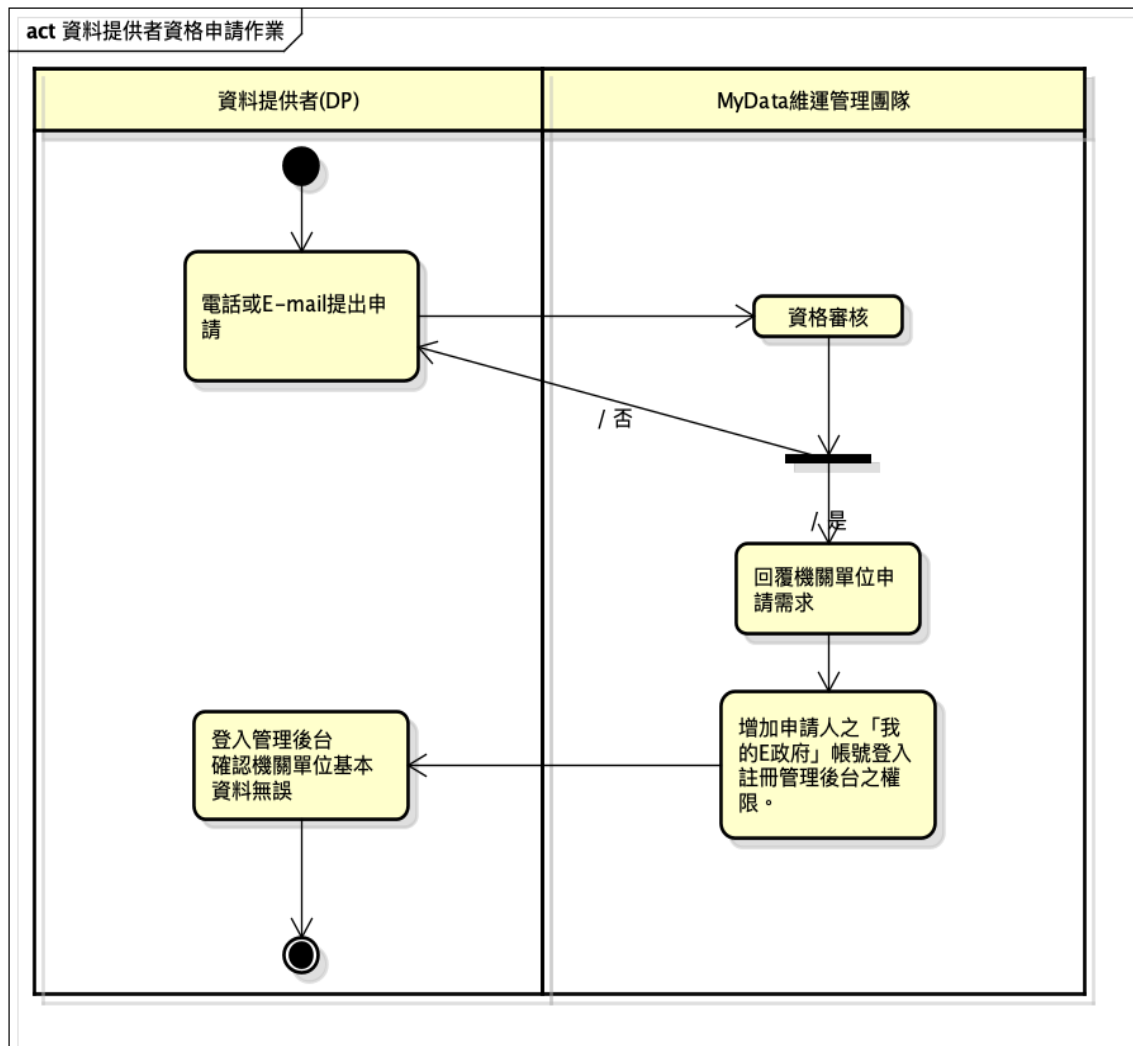 act 資料提供者資格申請作業
資料提供者(DP)
MyData維運管理團隊
電話或E-mail提出申
請
資格審核
/ 否
/ 是
回覆機關單位申
請需求
增加申請人之「我
的E政府」帳號登入
註冊管理後台之權
限。
登入管理後台
確認機關單位基本
資料無誤